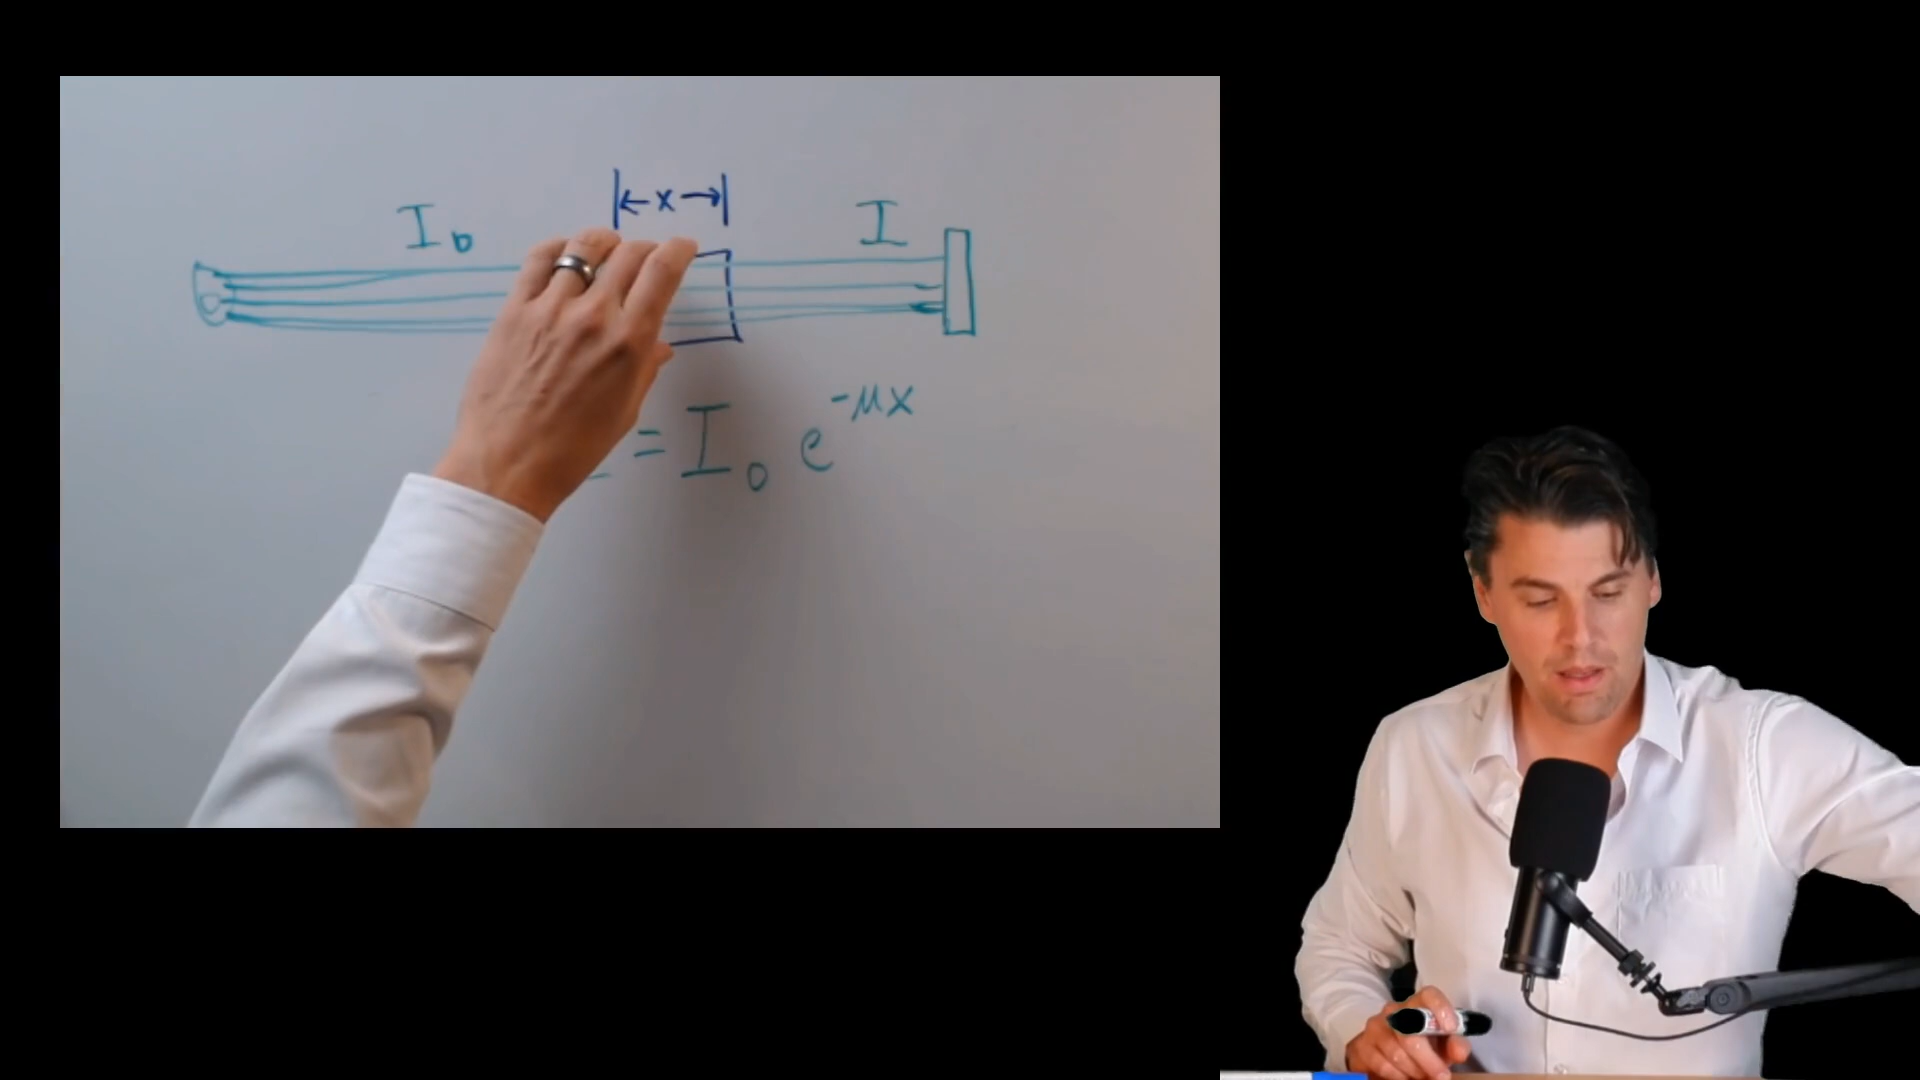 ← x →
I₀ I
= I₀ e^{-μx}